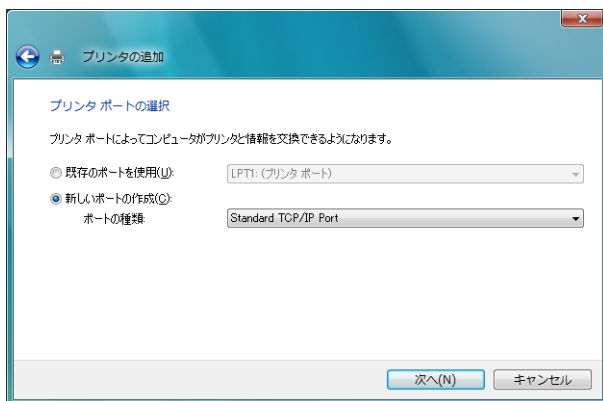 プリンタの追加
プリンタ ポートの選択
プリンタ ポートによってコンピュータがプリンタと情報を交換できるようになります。
既存のポートを使用(U): LPT1: (プリンタ ポート)
新しいポートの作成(C):
ポートの種類: Standard TCP/IP Port
次へ(N) キャンセル